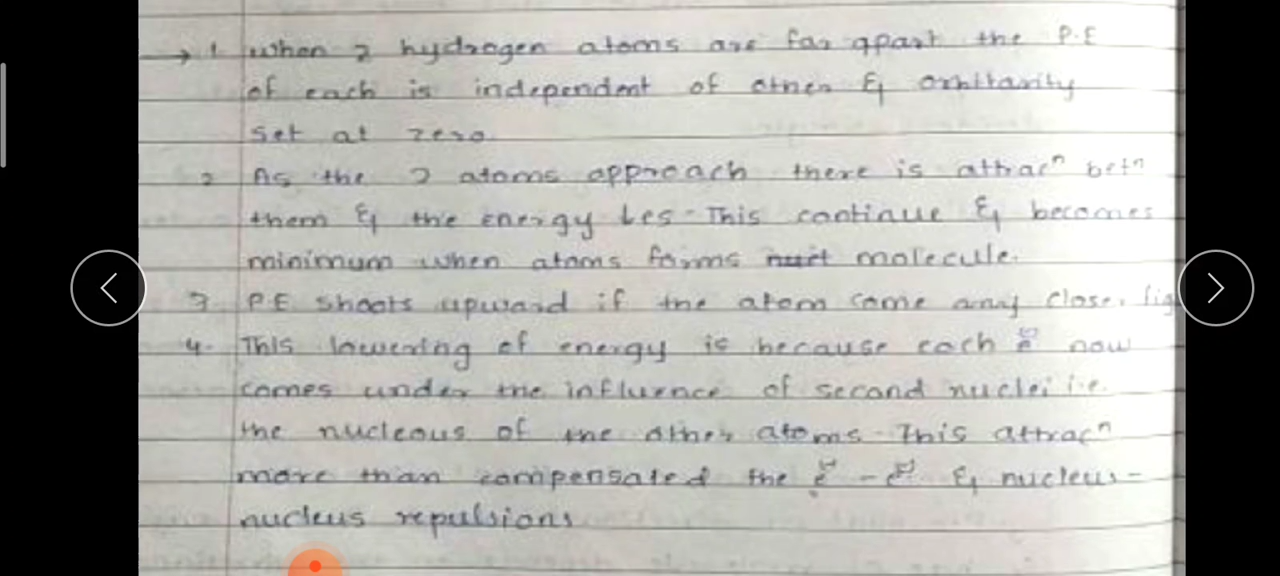 → 1. When 2 hydrogen atoms are far apart the P.E
of each is independent of other & orbitarity
set at zero.
2 As the 2 atoms approach there is attracⁿ betⁿ
them & the energy ↓es. This continue & becomes
minimum when atoms forms molecule.
3 P.E shoots upward if the atom come any closer fig
4. This lowering of energy is because each e⁻ now
comes under the influence of second nuclei i.e.
the nucleous of the other atoms. This attracⁿ
more than compensated the e⁻ - e⁻ & nucleus-
nucleus repulsions